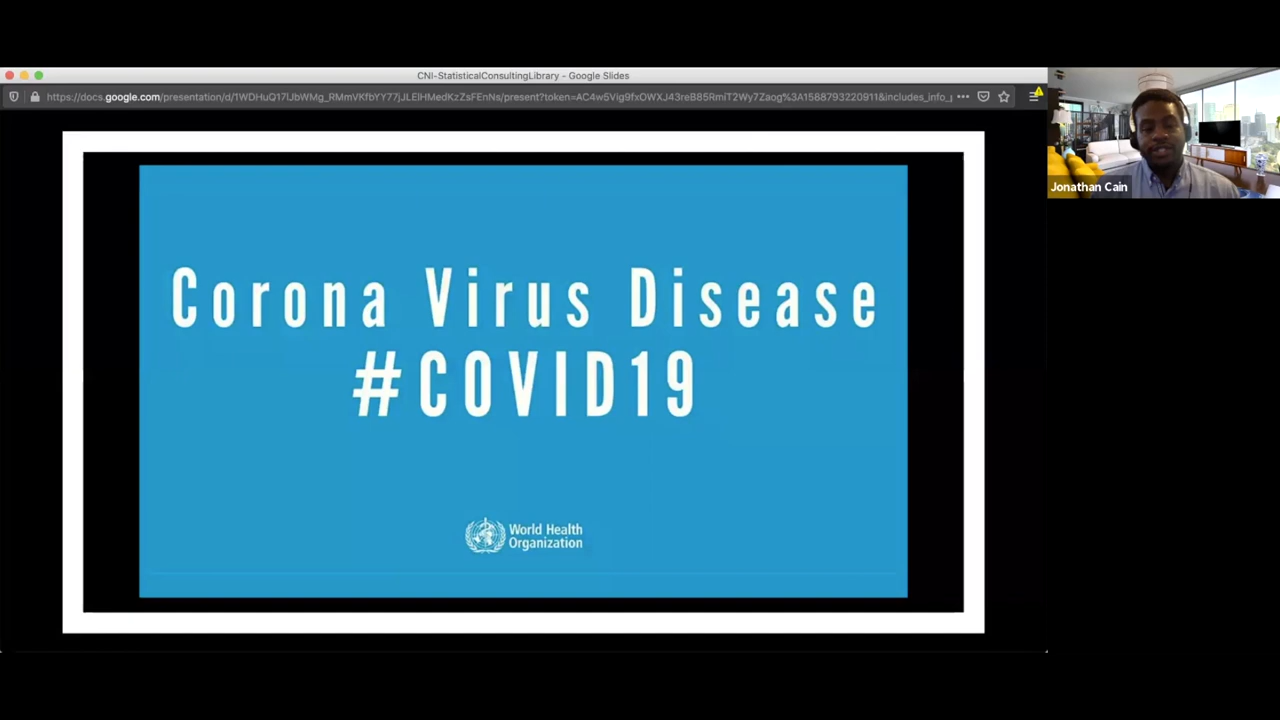 CNI-StatisticalConsultingLibrary - Google Slides
Corona Virus Disease
#COVID19
World Health
Organization
Jonathan Cain